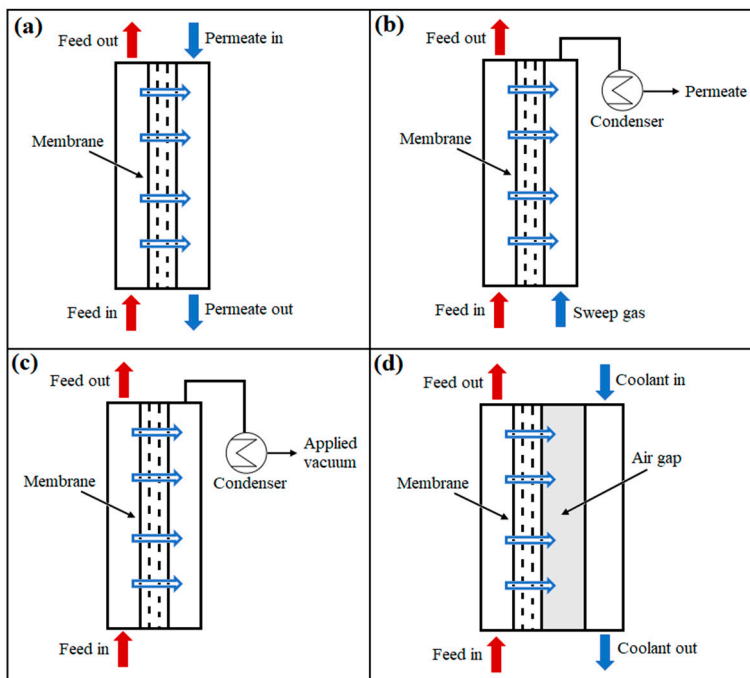 (a)
Feed out
Permeate in
Membrane
Feed in
Permeate out
(b)
Feed out
Permeate
Condenser
Membrane
Feed in
Sweep gas
(c)
Feed out
Applied
vacuum
Condenser
Membrane
Feed in
(d)
Feed out
Coolant in
Air gap
Membrane
Feed in
Coolant out